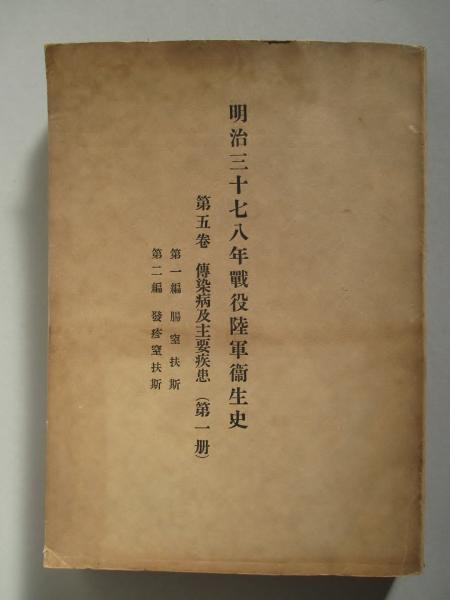 明治三十七八年戰役陸軍衞生史
第五卷 傳染病及主要疾患（第一册）
第一編 腸窒扶斯
第二編 發疹窒扶斯